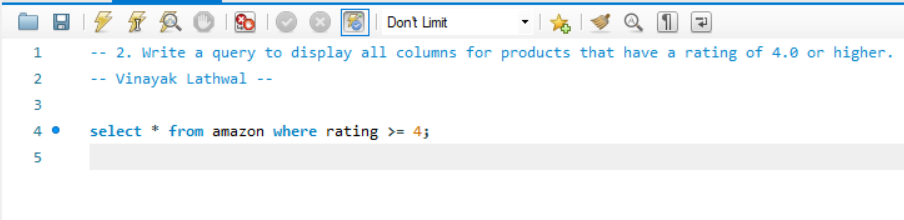 Don't Limit
1 -- 2. Write a query to display all columns for products that have a rating of 4.0 or higher.
2 -- Vinayak Lathwal --
3
4 select * from amazon where rating >= 4;
5